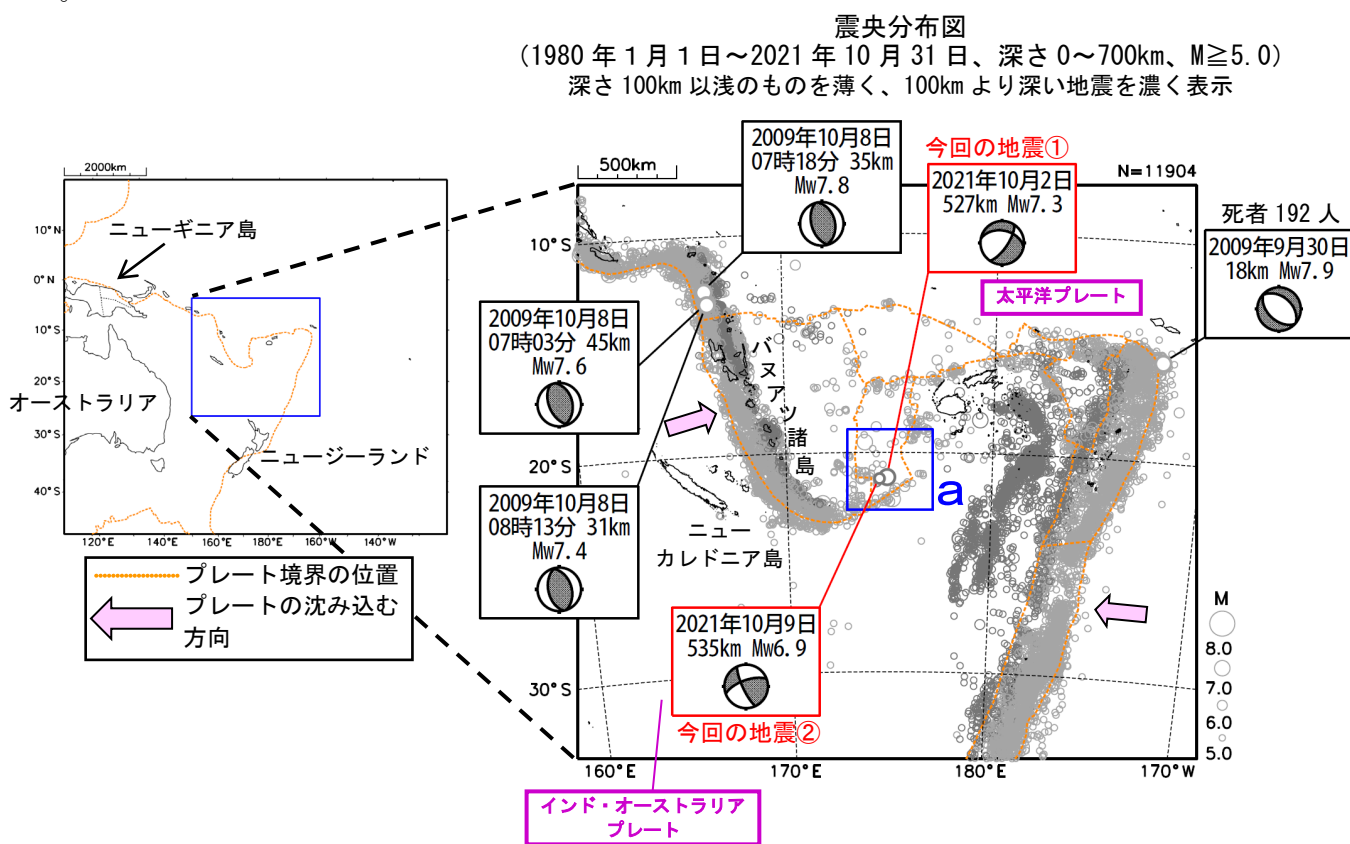 震央分布図
(1980年1月1日~2021年10月31日、深さ0~700km、M≧5.0)
深さ100km以浅のものを薄く、100kmより深い地震を濃く表示
2000km
10°N
0°N
10°S
20°S
30°S
40°S
120°E
140°E
160°E
180°E
160°W
140°W
ニューギニア島
オーストラリア
ニュージーランド
プレート境界の位置
プレートの沈み込む
方向
500km
N=11904
2009年10月8日
07時18分 35km
Mw7.8
今回の地震①
2021年10月2日
527km Mw7.3
太平洋プレート
死者192人
2009年9月30日
18km Mw7.9
2009年10月8日
07時03分 45km
Mw7.6
2009年10月8日
08時13分 31km
Mw7.4
バヌアツ諸島
ニュー
カレドニア島
a
2021年10月9日
535km Mw6.9
今回の地震②
インド・オーストラリア
プレート
10°S
20°S
30°S
160°E
170°E
180°E
170°W
M
8.0
7.0
6.0
5.0